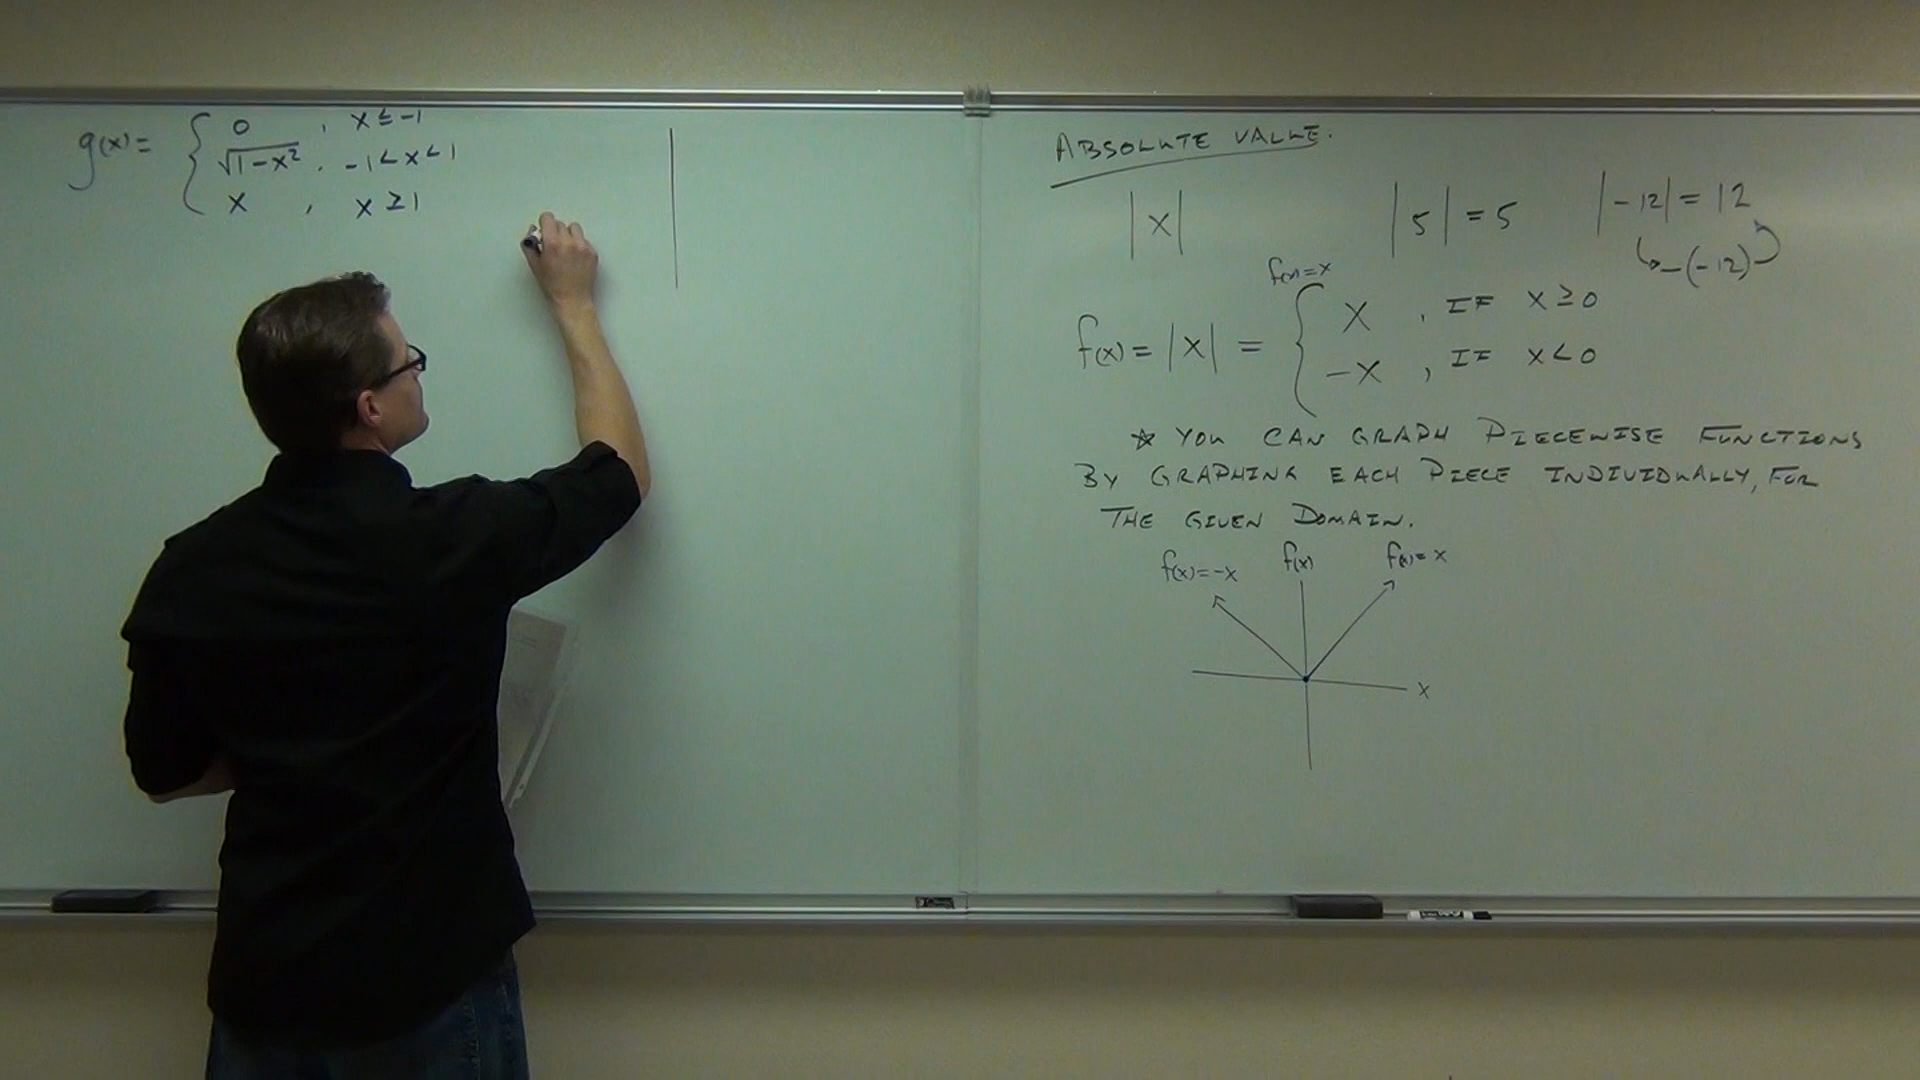 g(x) = { 0 , x ≤ -1
√(1-x²) , -1 < x < 1
x , x ≥ 1
ABSOLUTE VALUE.
|x| |5| = 5 |-12| = 12
-(-12)
f(x)=x
f(x) = |x| = { x , IF x ≥ 0
-x , IF x < 0
☆ YOU CAN GRAPH PIECEWISE FUNCTIONS
BY GRAPHING EACH PIECE INDIVIDUALLY, FOR
THE GIVEN DOMAIN.
f(x)=-x f(x) f(x)=x
x